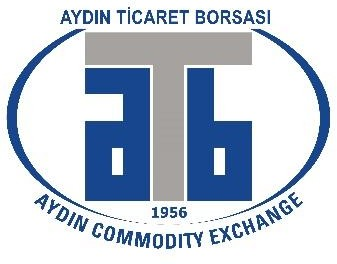 AYDIN TİCARET BORSASI
aTb
1956
AYDIN COMMODITY EXCHANGE